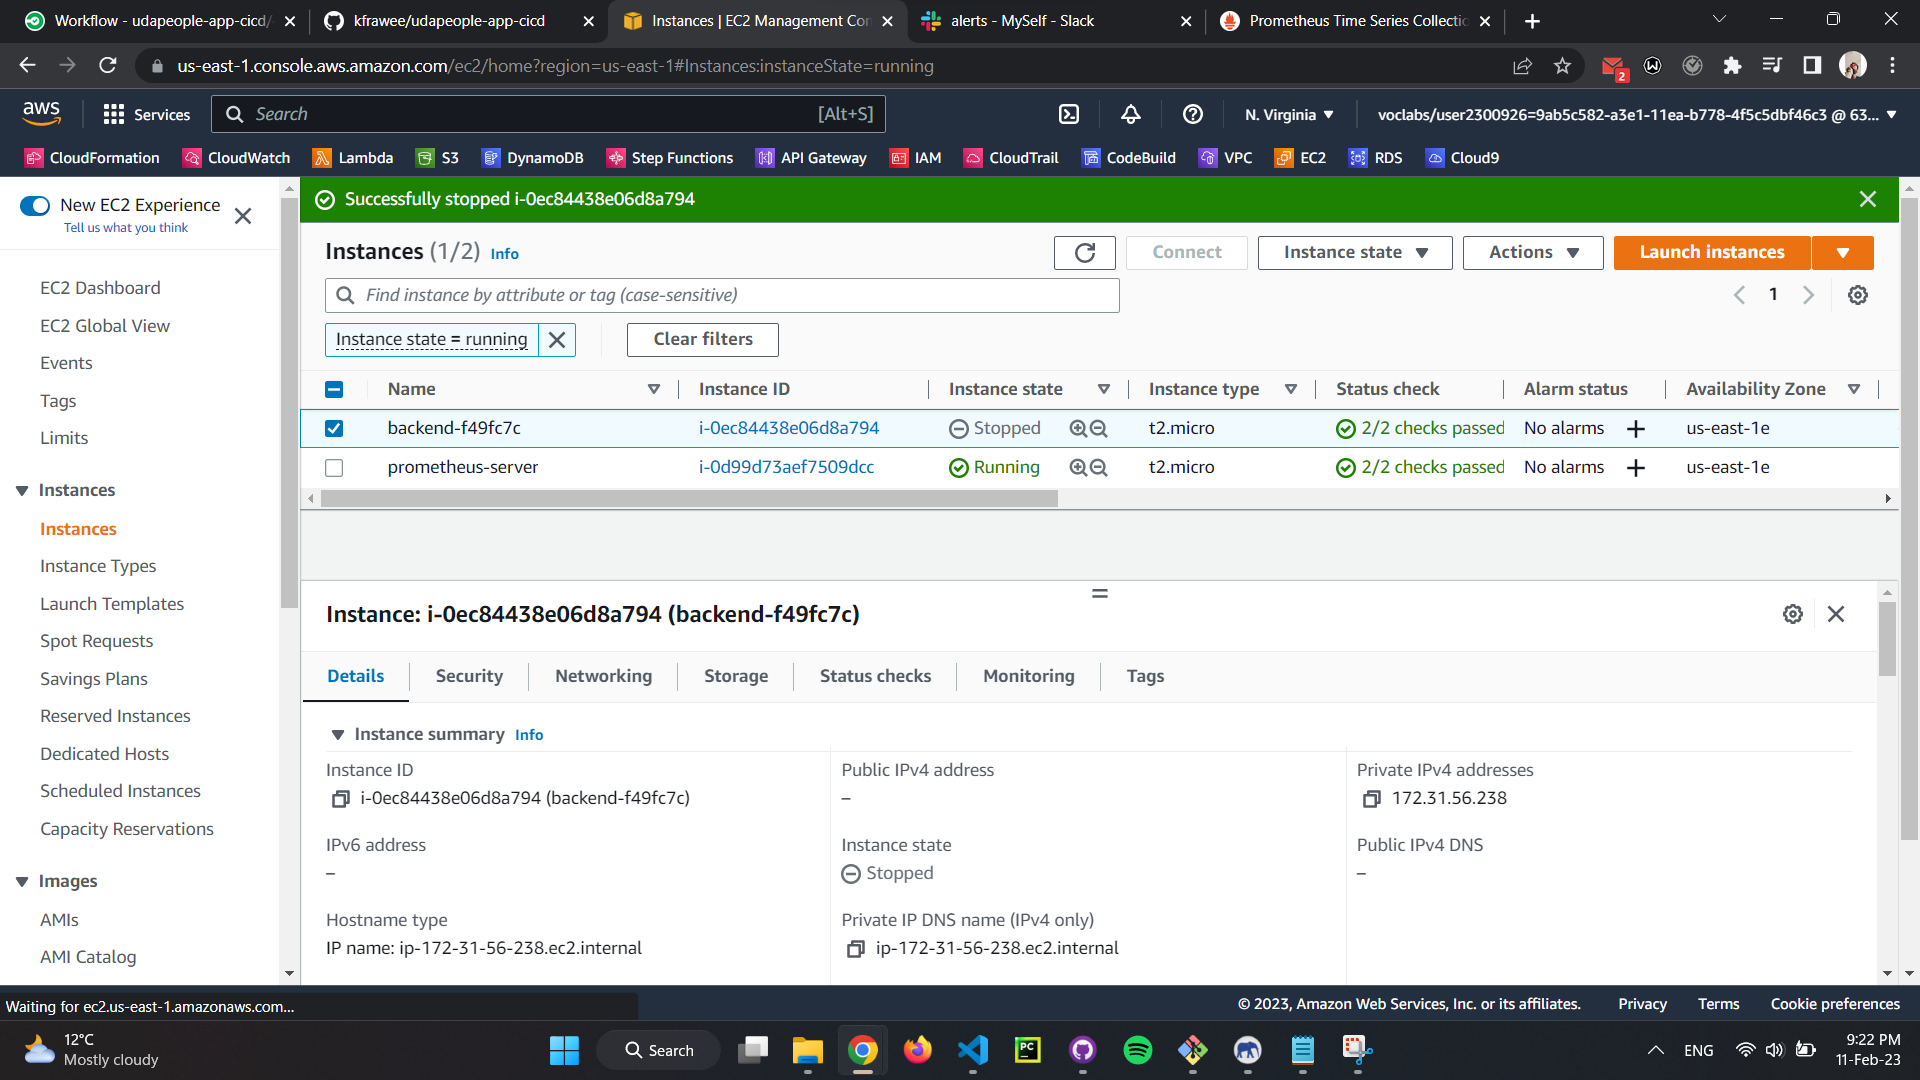 Workflow - udapeople-app-cicd/
kfrawee/udapeople-app-cicd
Instances | EC2 Management Con
alerts - MySelf - Slack
Prometheus Time Series Collectio
us-east-1.console.aws.amazon.com/ec2/home?region=us-east-1#Instances:instanceState=running
2
aws
Services
Search
[Alt+S]
N. Virginia
voclabs/user2300926=9ab5c582-a3e1-11ea-b778-4f5c5dbf46c3 @ 63...
CloudFormation
CloudWatch
Lambda
S3
DynamoDB
Step Functions
API Gateway
IAM
CloudTrail
CodeBuild
VPC
EC2
RDS
Cloud9
New EC2 Experience
Tell us what you think
EC2 Dashboard
EC2 Global View
Events
Tags
Limits
Instances
Instances
Instance Types
Launch Templates
Spot Requests
Savings Plans
Reserved Instances
Dedicated Hosts
Scheduled Instances
Capacity Reservations
Images
AMIs
AMI Catalog
Successfully stopped i-0ec84438e06d8a794
Instances (1/2) Info
Connect
Instance state
Actions
Launch instances
Find instance by attribute or tag (case-sensitive)
1
Instance state = running
Clear filters
Name
Instance ID
Instance state
Instance type
Status check
Alarm status
Availability Zone
backend-f49fc7c
i-0ec84438e06d8a794
Stopped
t2.micro
2/2 checks passed
No alarms
us-east-1e
prometheus-server
i-0d99d73aef7509dcc
Running
t2.micro
2/2 checks passed
No alarms
us-east-1e
Instance: i-0ec84438e06d8a794 (backend-f49fc7c)
Details
Security
Networking
Storage
Status checks
Monitoring
Tags
Instance summary Info
Instance ID
i-0ec84438e06d8a794 (backend-f49fc7c)
Public IPv4 address
–
Private IPv4 addresses
172.31.56.238
IPv6 address
–
Instance state
Stopped
Public IPv4 DNS
–
Hostname type
IP name: ip-172-31-56-238.ec2.internal
Private IP DNS name (IPv4 only)
ip-172-31-56-238.ec2.internal
Waiting for ec2.us-east-1.amazonaws.com...
© 2023, Amazon Web Services, Inc. or its affiliates.
Privacy
Terms
Cookie preferences
12°C
Mostly cloudy
Search
PC
ENG
9:22 PM
11-Feb-23